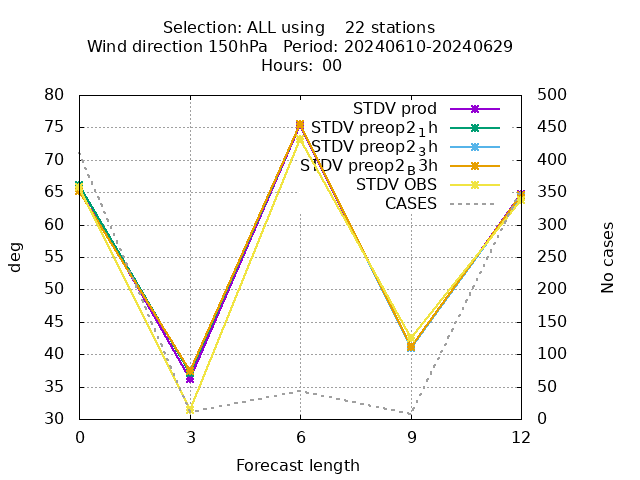 Selection: ALL using 22 stations
Wind direction 150hPa Period: 20240610-20240629
Hours: 00
80
75
70
65
60
55
50
45
40
35
30
deg
STDV prod
STDV preop2₁h
STDV preop2₃h
STDV preop2_B3h
STDV OBS
CASES
500
450
400
350
300
250
200
150
100
50
0
No cases
0 3 6 9 12
Forecast length